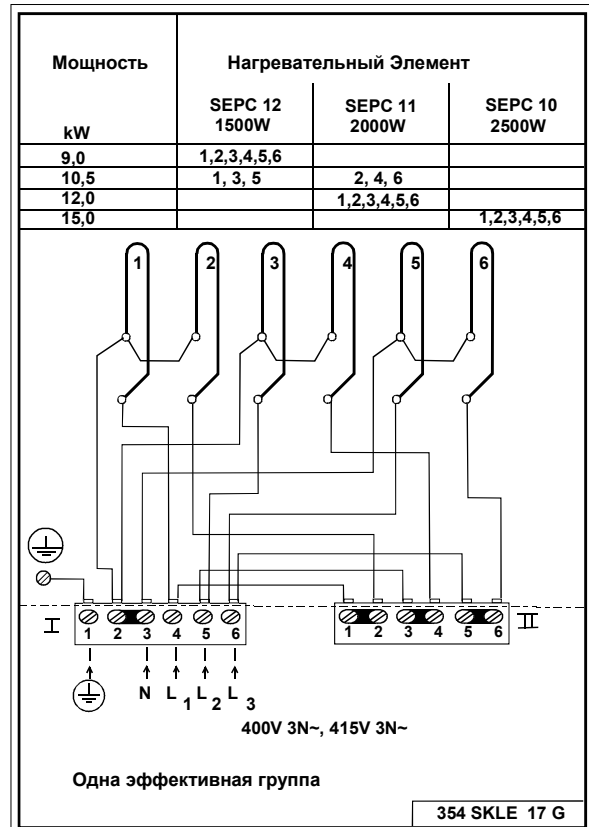 Мощность Нагревательный Элемент
SEPC 12 SEPC 11 SEPC 10
kW 1500W 2000W 2500W
9,0 1,2,3,4,5,6
10,5 1, 3, 5 2, 4, 6
12,0 1,2,3,4,5,6
15,0 1,2,3,4,5,6
1 2 3 4 5 6
I 1 2 3 4 5 6 1 2 3 4 5 6 II
N L1 L2 L3
400V 3N~, 415V 3N~
Одна эффективная группа
354 SKLE 17 G